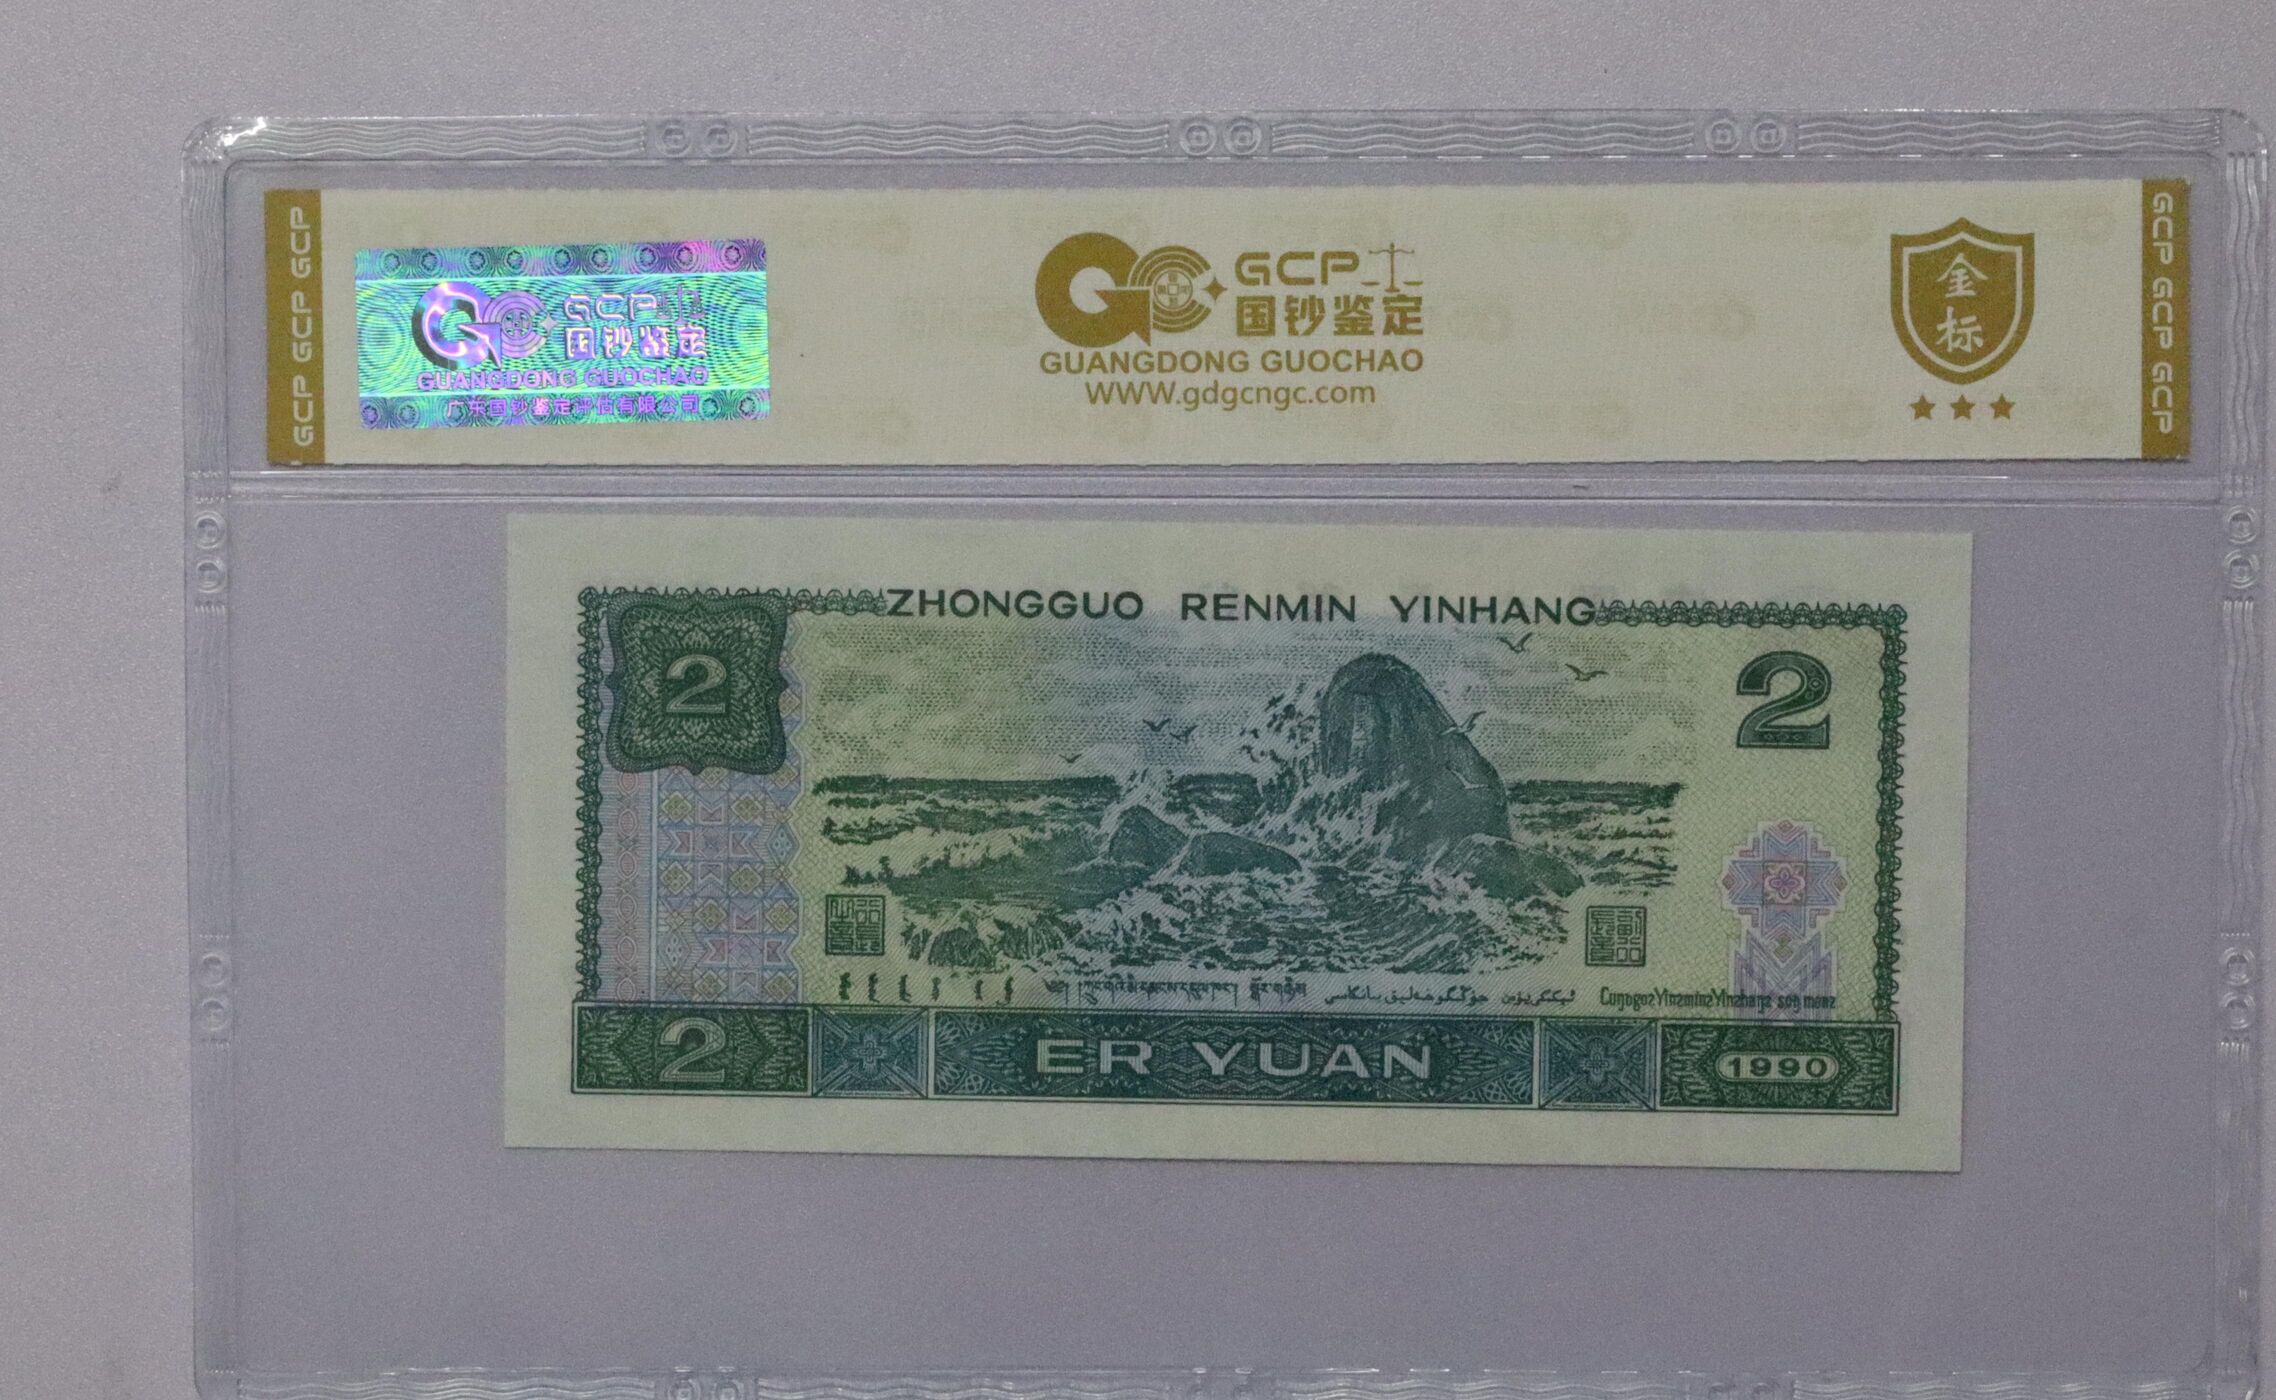 GCP GCP GCP
GCP
国钞鉴定
GUANGDONG GUOCHAO
广东国钞鉴定评估有限公司
GCP
国钞鉴定
GUANGDONG GUOCHAO
WWW.gdgcngc.com
金
标
GCP GCP GCP
ZHONGGUO RENMIN YINHANG
2
2
2
ER YUAN
1990